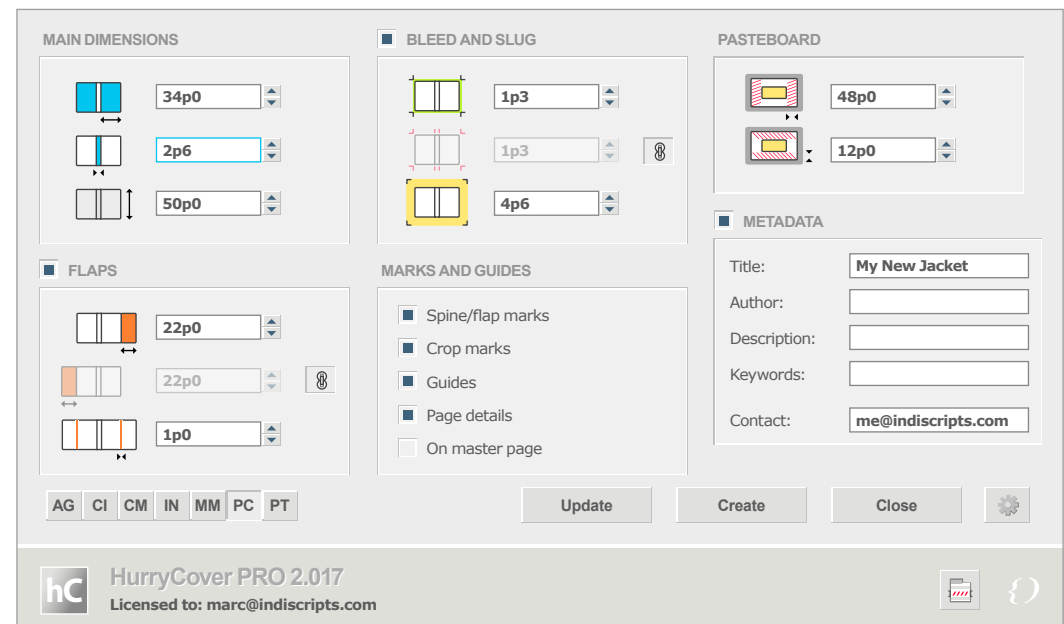 MAIN DIMENSIONS
34p0
2p6
50p0
BLEED AND SLUG
1p3
1p3
4p6
PASTEBOARD
48p0
12p0
FLAPS
22p0
22p0
1p0
MARKS AND GUIDES
Spine/flap marks
Crop marks
Guides
Page details
On master page
METADATA
Title: My New Jacket
Author:
Description:
Keywords:
Contact: me@indiscripts.com
AG CI CM IN MM PC PT
Update Create Close
hC
HurryCover PRO 2.017
Licensed to: marc@indiscripts.com
{}